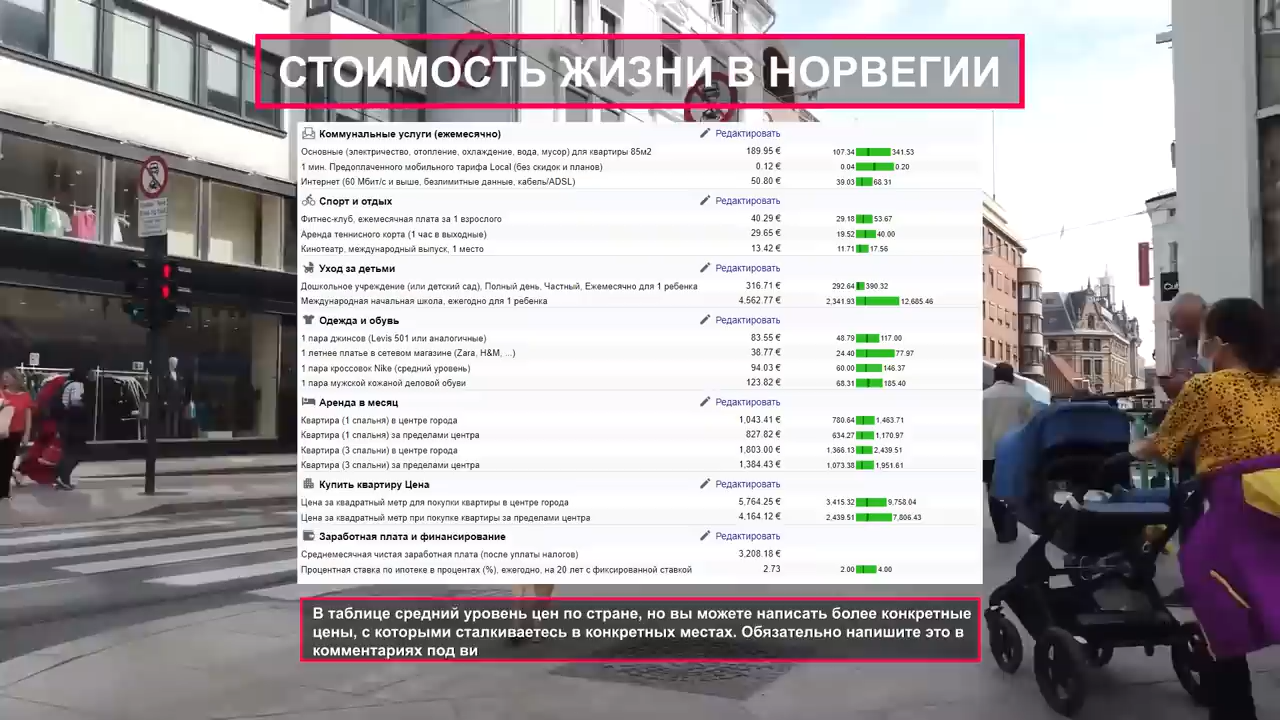 СТОИМОСТЬ ЖИЗНИ В НОРВЕГИИ
Коммунальные услуги (ежемесячно) Редактировать
Основные (электричество, отопление, охлаждение, вода, мусор) для квартиры 85м2 189.95 € 107.34 341.53
1 мин. Предоплаченного мобильного тарифа Local (без скидок и планов) 0.12 € 0.04 0.20
Интернет (60 Мбит/с и выше, безлимитные данные, кабель/ADSL) 50.80 € 39.03 68.31
Спорт и отдых Редактировать
Фитнес-клуб, ежемесячная плата за 1 взрослого 40.29 € 29.18 53.67
Аренда теннисного корта (1 час в выходные) 29.65 € 19.52 40.00
Кинотеатр, международный выпуск, 1 место 13.42 € 11.71 17.56
Уход за детьми Редактировать
Дошкольное учреждение (или детский сад), Полный день, Частный, Ежемесячно для 1 ребенка 316.71 € 292.64 390.32
Международная начальная школа, ежегодно для 1 ребенка 4,562.77 € 2,341.93 12,685.46
Одежда и обувь Редактировать
1 пара джинсов (Levis 501 или аналогичные) 83.55 € 48.79 117.00
1 летнее платье в сетевом магазине (Zara, H&M, ...) 38.77 € 24.40 77.97
1 пара кроссовок Nike (средний уровень) 94.03 € 60.00 146.37
1 пара мужской кожаной деловой обуви 123.82 € 68.31 185.40
Аренда в месяц Редактировать
Квартира (1 спальня) в центре города 1,043.41 € 780.64 1,463.71
Квартира (1 спальня) за пределами центра 827.82 € 634.27 1,170.97
Квартира (3 спальни) в центре города 1,803.00 € 1,366.13 2,439.51
Квартира (3 спальни) за пределами центра 1,384.43 € 1,073.38 1,951.61
Купить квартиру Цена Редактировать
Цена за квадратный метр для покупки квартиры в центре города 5,764.25 € 3,415.32 9,758.04
Цена за квадратный метр при покупке квартиры за пределами центра 4,164.12 € 2,439.51 7,806.43
Заработная плата и финансирование Редактировать
Среднемесячная чистая заработная плата (после уплаты налогов) 3,208.18 €
Процентная ставка по ипотеке в процентах (%), ежегодно, на 20 лет с фиксированной ставкой 2.73 2.00 4.00
В таблице средний уровень цен по стране, но вы можете написать более конкретные
цены, с которыми сталкиваетесь в конкретных местах. Обязательно напишите это в
комментариях под ви